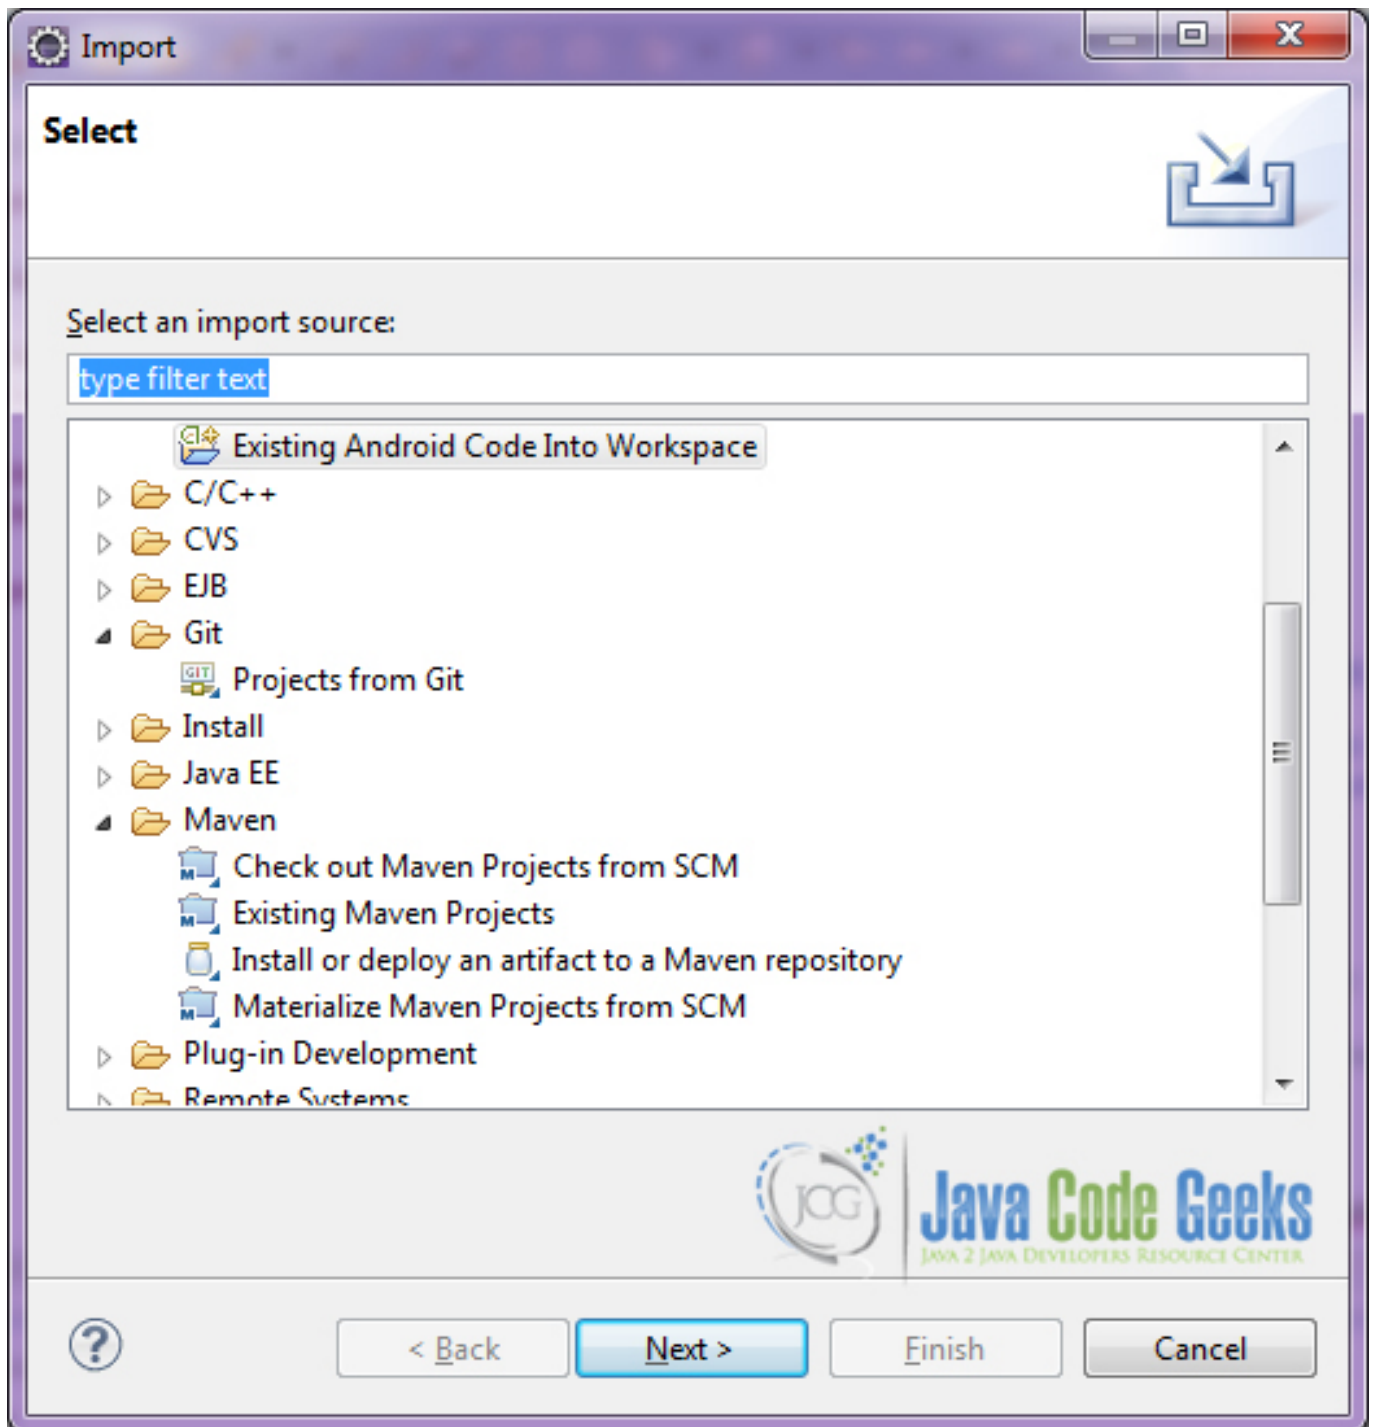 Import
Select
Select an import source:
type filter text
Existing Android Code Into Workspace
C/C++
CVS
EJB
Git
GIT
Projects from Git
Install
Java EE
Maven
M
Check out Maven Projects from SCM
M
Existing Maven Projects
Install or deploy an artifact to a Maven repository
M
Materialize Maven Projects from SCM
Plug-in Development
Remote Systems
JCG
Java Code Geeks
JAVA 2 JAVA DEVELOPERS RESOURCE CENTER
?
< Back
Next >
Finish
Cancel